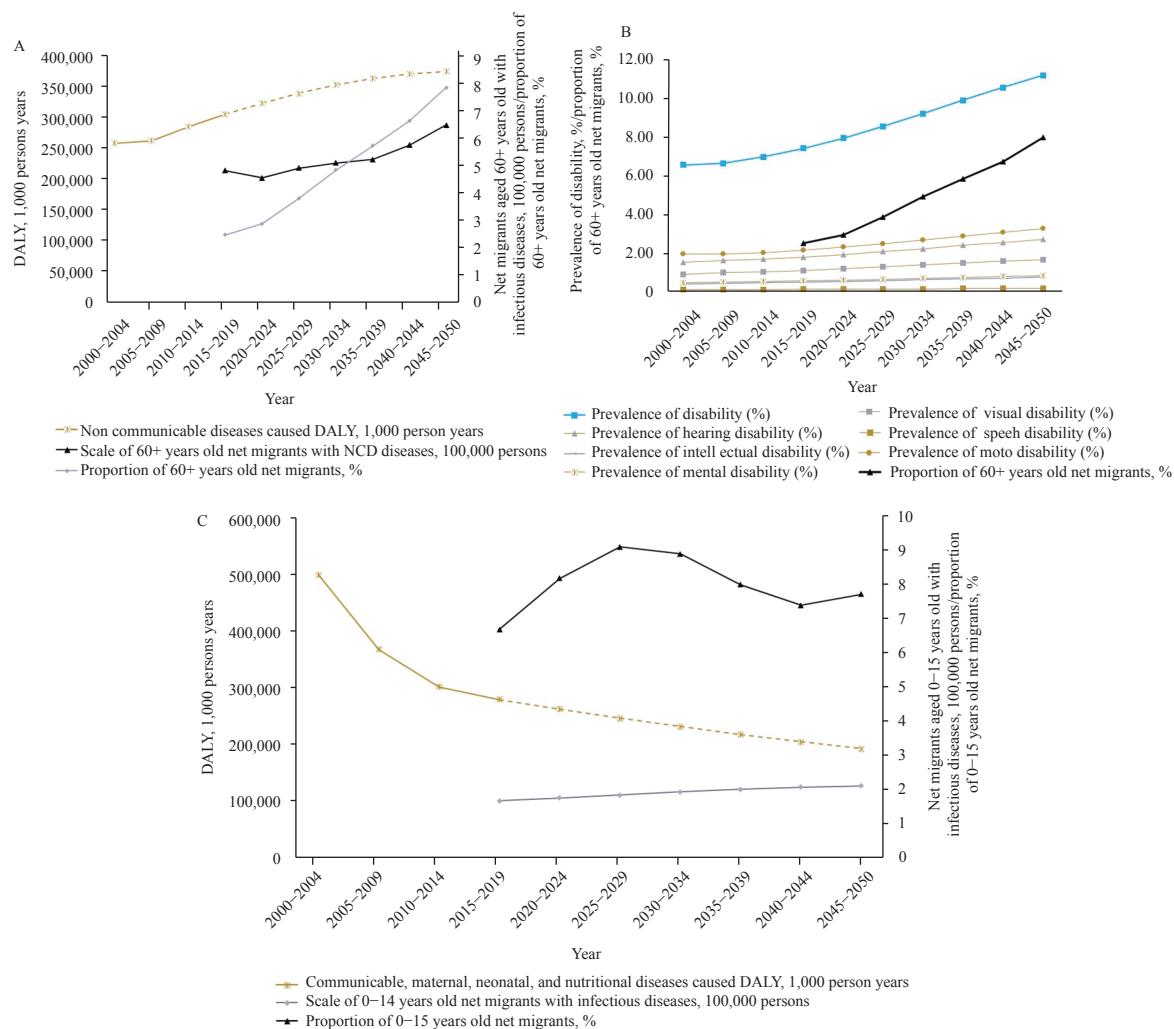 A
DALY, 1,000 persons years
400,000
350,000
300,000
250,000
200,000
150,000
100,000
50,000
0
9
8
7
6
5
4
3
2
1
0
Net migrants aged 60+ years old with
infectious diseases, 100,000 persons/proportion of
60+ years old net migrants, %
2000−2004
2005−2009
2010−2014
2015−2019
2020−2024
2025−2029
2030−2034
2035−2039
2040−2044
2045−2050
Year
Non communicable diseases caused DALY, 1,000 person years
Scale of 60+ years old net migrants with NCD diseases, 100,000 persons
Proportion of 60+ years old net migrants, %
B
Prevalence of disability, %/proportion
of 60+ years old net migrants, %
12.00
10.00
8.00
6.00
4.00
2.00
0
2000−2004
2005−2009
2010−2014
2015−2019
2020−2024
2025−2029
2030−2034
2035−2039
2040−2044
2045−2050
Year
Prevalence of disability (%)
Prevalence of hearing disability (%)
Prevalence of intell ectual disability (%)
Prevalence of mental disability (%)
Prevalence of visual disability (%)
Prevalence of speeh disability (%)
Prevalence of moto disability (%)
Proportion of 60+ years old net migrants, %
C
DALY, 1,000 persons years
600,000
500,000
400,000
300,000
200,000
100,000
0
10
9
8
7
6
5
4
3
2
1
0
Net migrants aged 0−15 years old with
infectious diseases, 100,000 persons/proportion
of 0−15 years old net migrants, %
2000−2004
2005−2009
2010−2014
2015−2019
2020−2024
2025−2029
2030−2034
2035−2039
2040−2044
2045−2050
Year
Communicable, maternal, neonatal, and nutritional diseases caused DALY, 1,000 person years
Scale of 0−14 years old net migrants with infectious diseases, 100,000 persons
Proportion of 0−15 years old net migrants, %